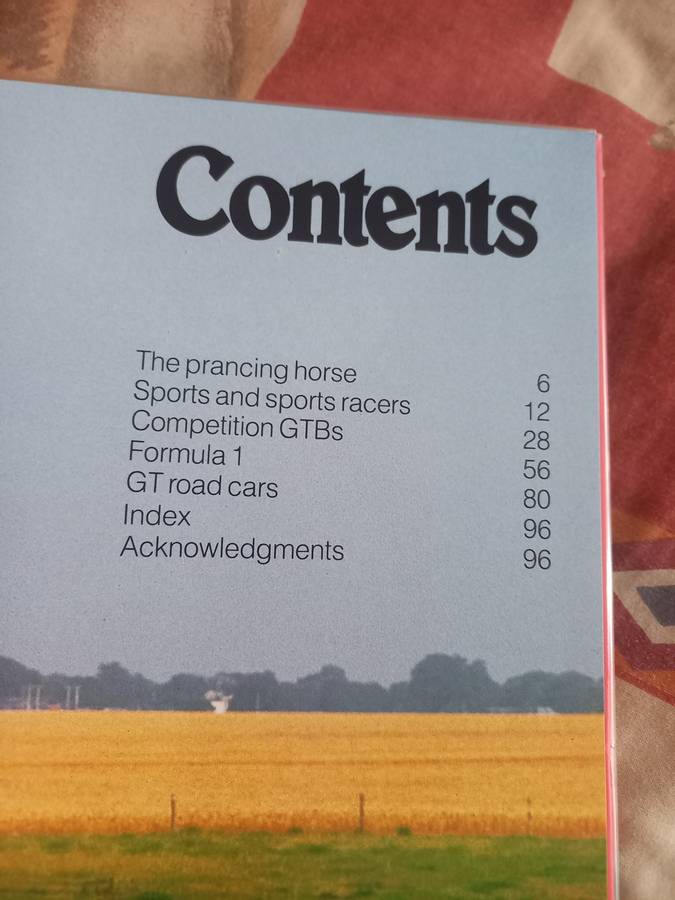 Contents
The prancing horse 6
Sports and sports racers 12
Competition GTBs 28
Formula 1 56
GT road cars 80
Index 96
Acknowledgments 96